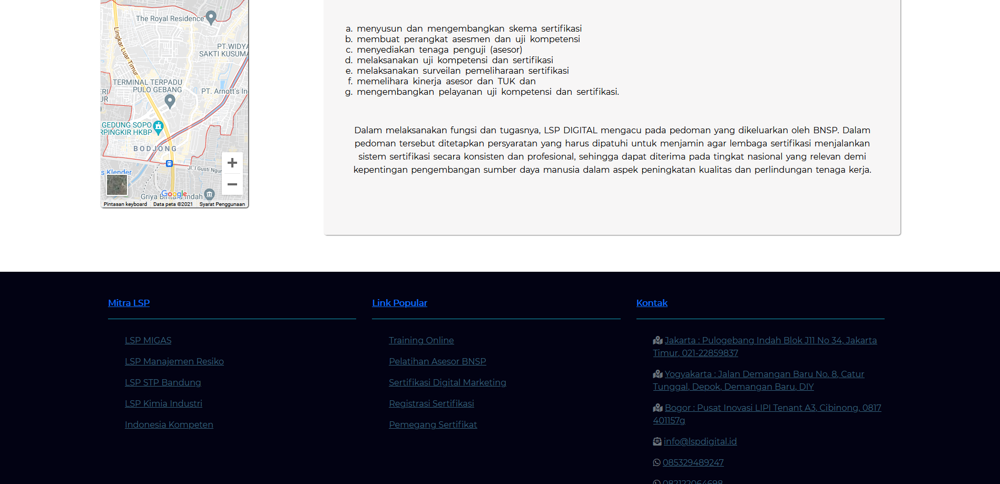 The Royal Residence
Lingkar Luar Timur
PT.WIDYA
SAKTI KUSUMA
TERMINAL TERPADU
PULO GEBANG
PT. Arnott's In
GEDUNG SOPO
HKBP
BODJONG
Jl. I Gusti Ngur
s Klender
Griya Bintang Indah
Google
Pintasan keyboard
Data peta ©2021
Syarat Penggunaan
a. menyusun dan mengembangkan skema sertifikasi
b. membuat perangkat asesmen dan uji kompetensi
c. menyediakan tenaga penguji (asesor)
d. melaksanakan uji kompetensi dan sertifikasi
e. melaksanakan surveilan pemeliharaan sertifikasi
f. memelihara kinerja asesor dan TUK dan
g. mengembangkan pelayanan uji kompetensi dan sertifikasi.
Dalam melaksanakan fungsi dan tugasnya, LSP DIGITAL mengacu pada pedoman yang dikeluarkan oleh BNSP. Dalam
pedoman tersebut ditetapkan persyaratan yang harus dipatuhi untuk menjamin agar lembaga sertifikasi menjalankan
sistem sertifikasi secara konsisten dan profesional, sehingga dapat diterima pada tingkat nasional yang relevan demi
kepentingan pengembangan sumber daya manusia dalam aspek peningkatan kualitas dan perlindungan tenaga kerja.
Mitra LSP
LSP MIGAS
LSP Manajemen Resiko
LSP STP Bandung
LSP Kimia Industri
Indonesia Kompeten
Link Popular
Training Online
Pelatihan Asesor BNSP
Sertifikasi Digital Marketing
Registrasi Sertifikasi
Pemegang Sertifikat
Kontak
Jakarta : Pulogebang Indah Blok J11 No 34, Jakarta
Timur, 021-22859837
Yogyakarta : Jalan Demangan Baru No. 8, Catur
Tunggal, Depok, Demangan Baru, DIY
Bogor : Pusat Inovasi LIPI Tenant A3, Cibinong, 0817
401157g
info@lspdigital.id
085329489247
082122064698